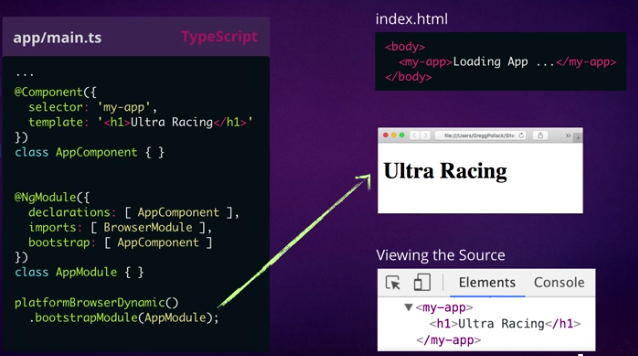 app/main.ts
TypeScript
...
@Component({
  selector: 'my-app',
  template: '<h1>Ultra Racing</h1>'
})
class AppComponent { }
@NgModule({
  declarations: [ AppComponent ],
  imports: [ BrowserModule ],
  bootstrap: [ AppComponent ]
})
class AppModule { }
platformBrowserDynamic()
  .bootstrapModule(AppModule);
index.html
<body>
  <my-app>Loading App ...</my-app>
</body>
Ultra Racing
Viewing the Source
Elements
Console
<my-app>
  <h1>Ultra Racing</h1>
</my-app>